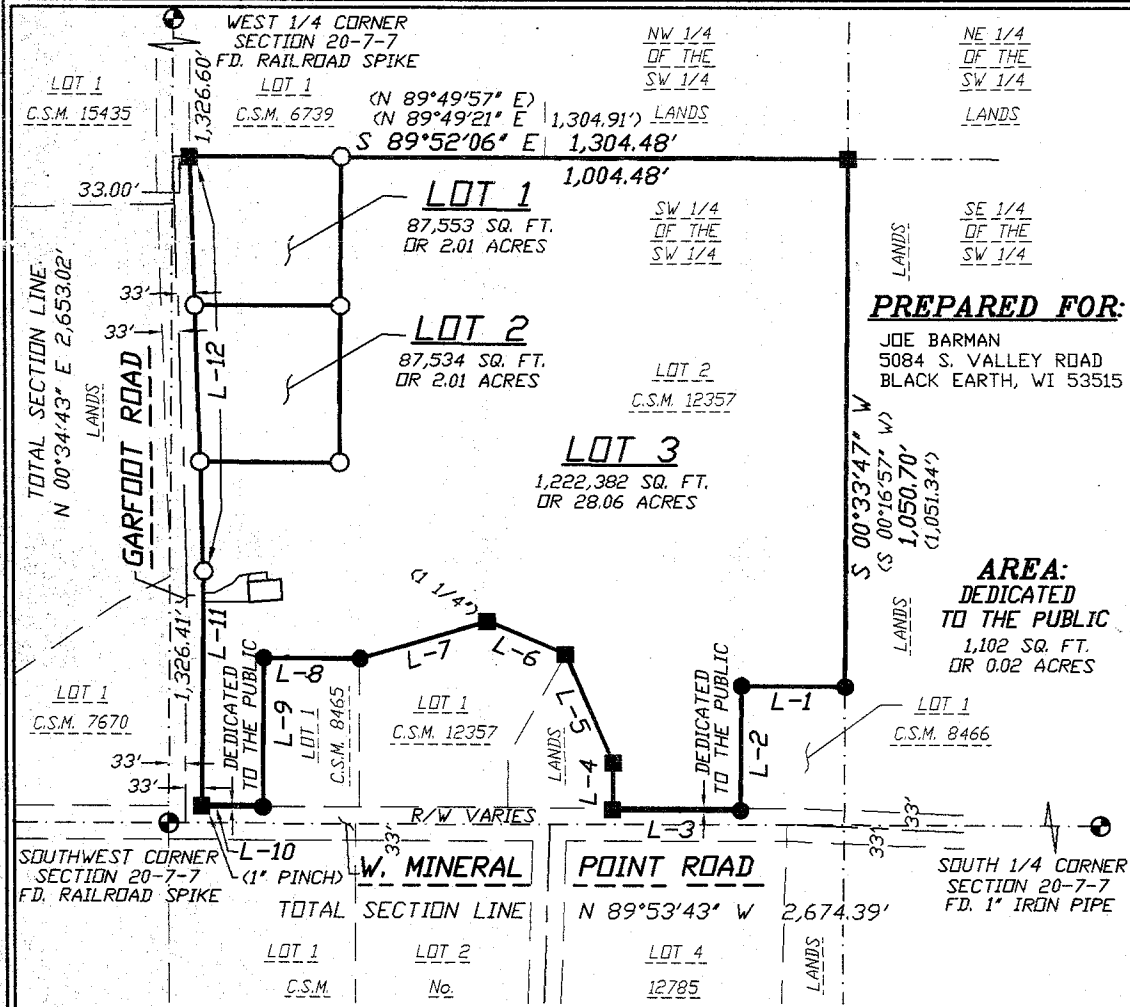 WEST 1/4 CORNER
SECTION 20-7-7
FD. RAILROAD SPIKE
LOT 1
C.S.M. 15435
1,326.60'
LOT 1
C.S.M. 6739
NW 1/4
OF THE
SW 1/4
LANDS
NE 1/4
OF THE
SW 1/4
LANDS
(N 89°49'57" E)
(N 89°49'21" E 1,304.91')
S 89°52'06" E 1,304.48'
1,004.48'
33.00'
LOT 1
87,553 SQ. FT.
OR 2.01 ACRES
SW 1/4
OF THE
SW 1/4
LANDS
SE 1/4
OF THE
SW 1/4
TOTAL SECTION LINE
N 00°34'43" E 2,653.02'
LANDS
33'
33'
GARFOOT ROAD
L-12
LOT 2
87,534 SQ. FT.
OR 2.01 ACRES
LOT 2
C.S.M. 12357
PREPARED FOR:
JOE BARMAN
5084 S. VALLEY ROAD
BLACK EARTH, WI 53515
LOT 3
1,222,382 SQ. FT.
OR 28.06 ACRES
S 00°33'47" W
(S 00°16'57" W)
1,050.70'
(1,051.34')
AREA:
DEDICATED
TO THE PUBLIC
1,102 SQ. FT.
OR 0.02 ACRES
LANDS
(1 1/4")
L-11
1,326.41'
DEDICATED
TO THE PUBLIC
L-8
L-7
L-6
L-9
LOT 1
C.S.M. 8465
LOT 1
C.S.M. 12357
L-5
LANDS
L-4
DEDICATED
TO THE PUBLIC
L-1
L-2
LOT 1
C.S.M. 8466
LOT 1
C.S.M. 7670
33'
33'
R/W VARIES
L-3
33'
33'
33'
SOUTHWEST CORNER
SECTION 20-7-7
FD. RAILROAD SPIKE
L-10
(1" PINCH)
W. MINERAL POINT ROAD
SOUTH 1/4 CORNER
SECTION 20-7-7
FD. 1" IRON PIPE
TOTAL SECTION LINE N 89°53'43" W 2,674.39'
LOT 1
C.S.M.
LOT 2
No.
LOT 4
12785
LANDS